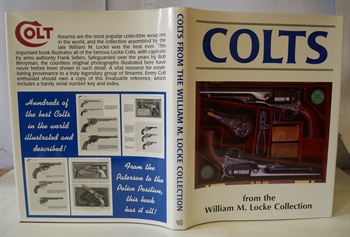 COLT
firearms are the most popular collectible weapons
in the world, and the collection assembled by the
late William M. Locke was the best ever. This
important book illustrates all of the famous Locke Colts, with captions
by arms authority Frank Sellers. Safeguarded over the years by Bob
Berryman, the countless original photographs illustrated here have
never before been shown in such detail. A vital resource for estab-
lishing provenance to a truly legendary group of firearms. Every Colt
enthusiast should own a copy of this invaluable reference, which
includes a handy serial number key and index.
Hundreds of
the best Colts
in the world
illustrated and
described!
From the
Paterson to the
Police Positive,
this book
has it all!
COLTS FROM THE WILLIAM M. LOCKE COLLECTION
COLTS
from the
William M. Locke Collection